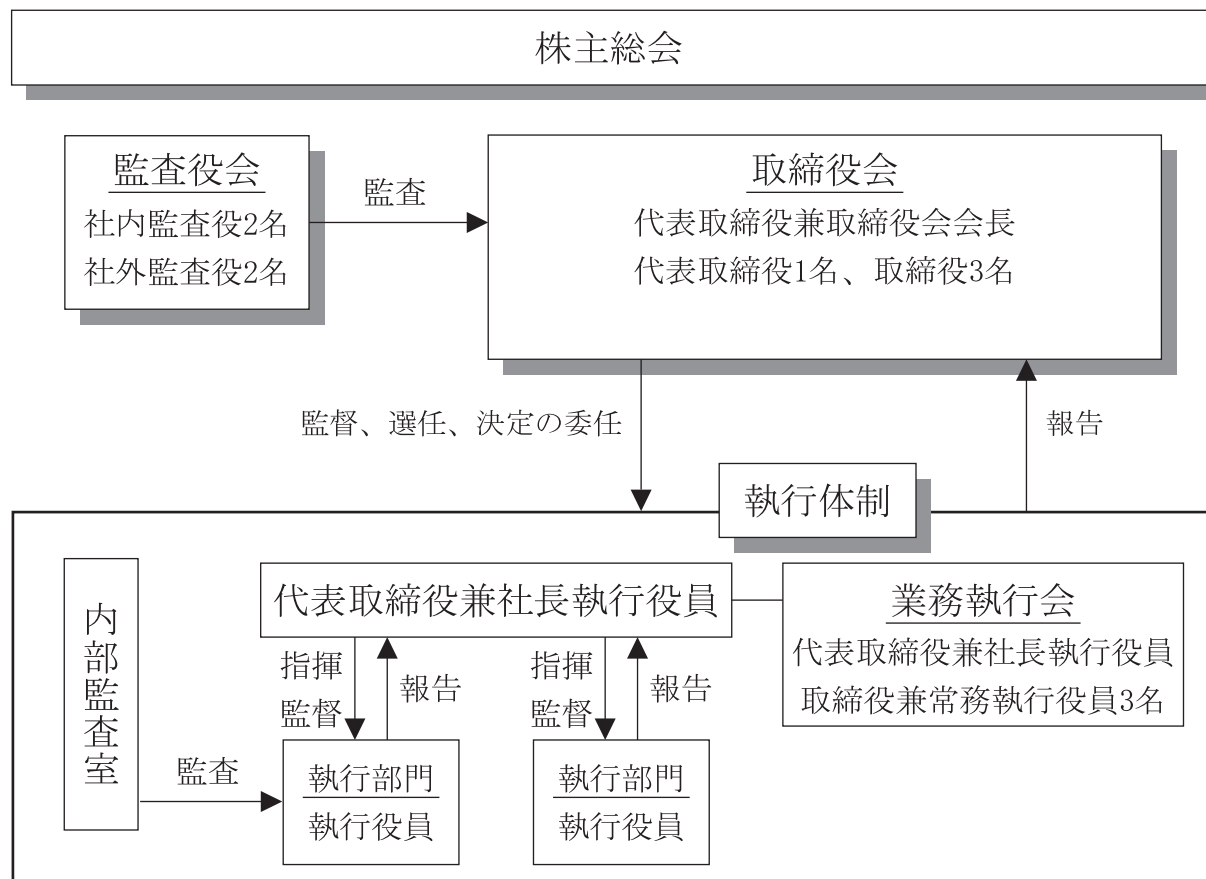 株主総会
監査役会
社内監査役2名
社外監査役2名
監査
取締役会
代表取締役兼取締役会会長
代表取締役1名、取締役3名
監督、選任、決定の委任
報告
執行体制
内部監査室
代表取締役兼社長執行役員
業務執行会
代表取締役兼社長執行役員
取締役兼常務執行役員3名
指揮
監督
報告
指揮
監督
報告
監査
執行部門
執行役員
執行部門
執行役員